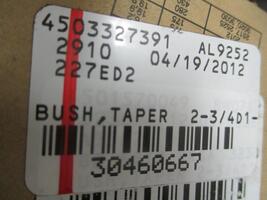 4503327391 AL9252
2910 04/19/2012
227ED2
BUSH,TAPER 2-3/4D1-
30460667